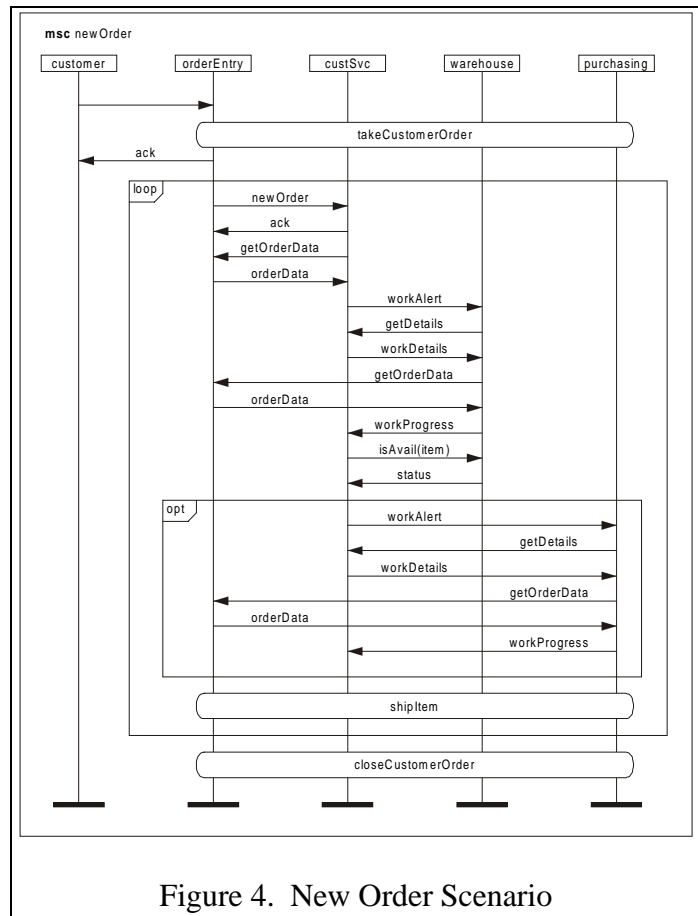 msc newOrder
customer orderEntry custSvc warehouse purchasing
takeCustomerOrder
ack
loop
newOrder
ack
getOrderData
orderData
workAlert
getDetails
workDetails
getOrderData
orderData
workProgress
isAvail(item)
status
opt
workAlert
getDetails
workDetails
getOrderData
orderData
workProgress
shipItem
closeCustomerOrder
Figure 4. New Order Scenario